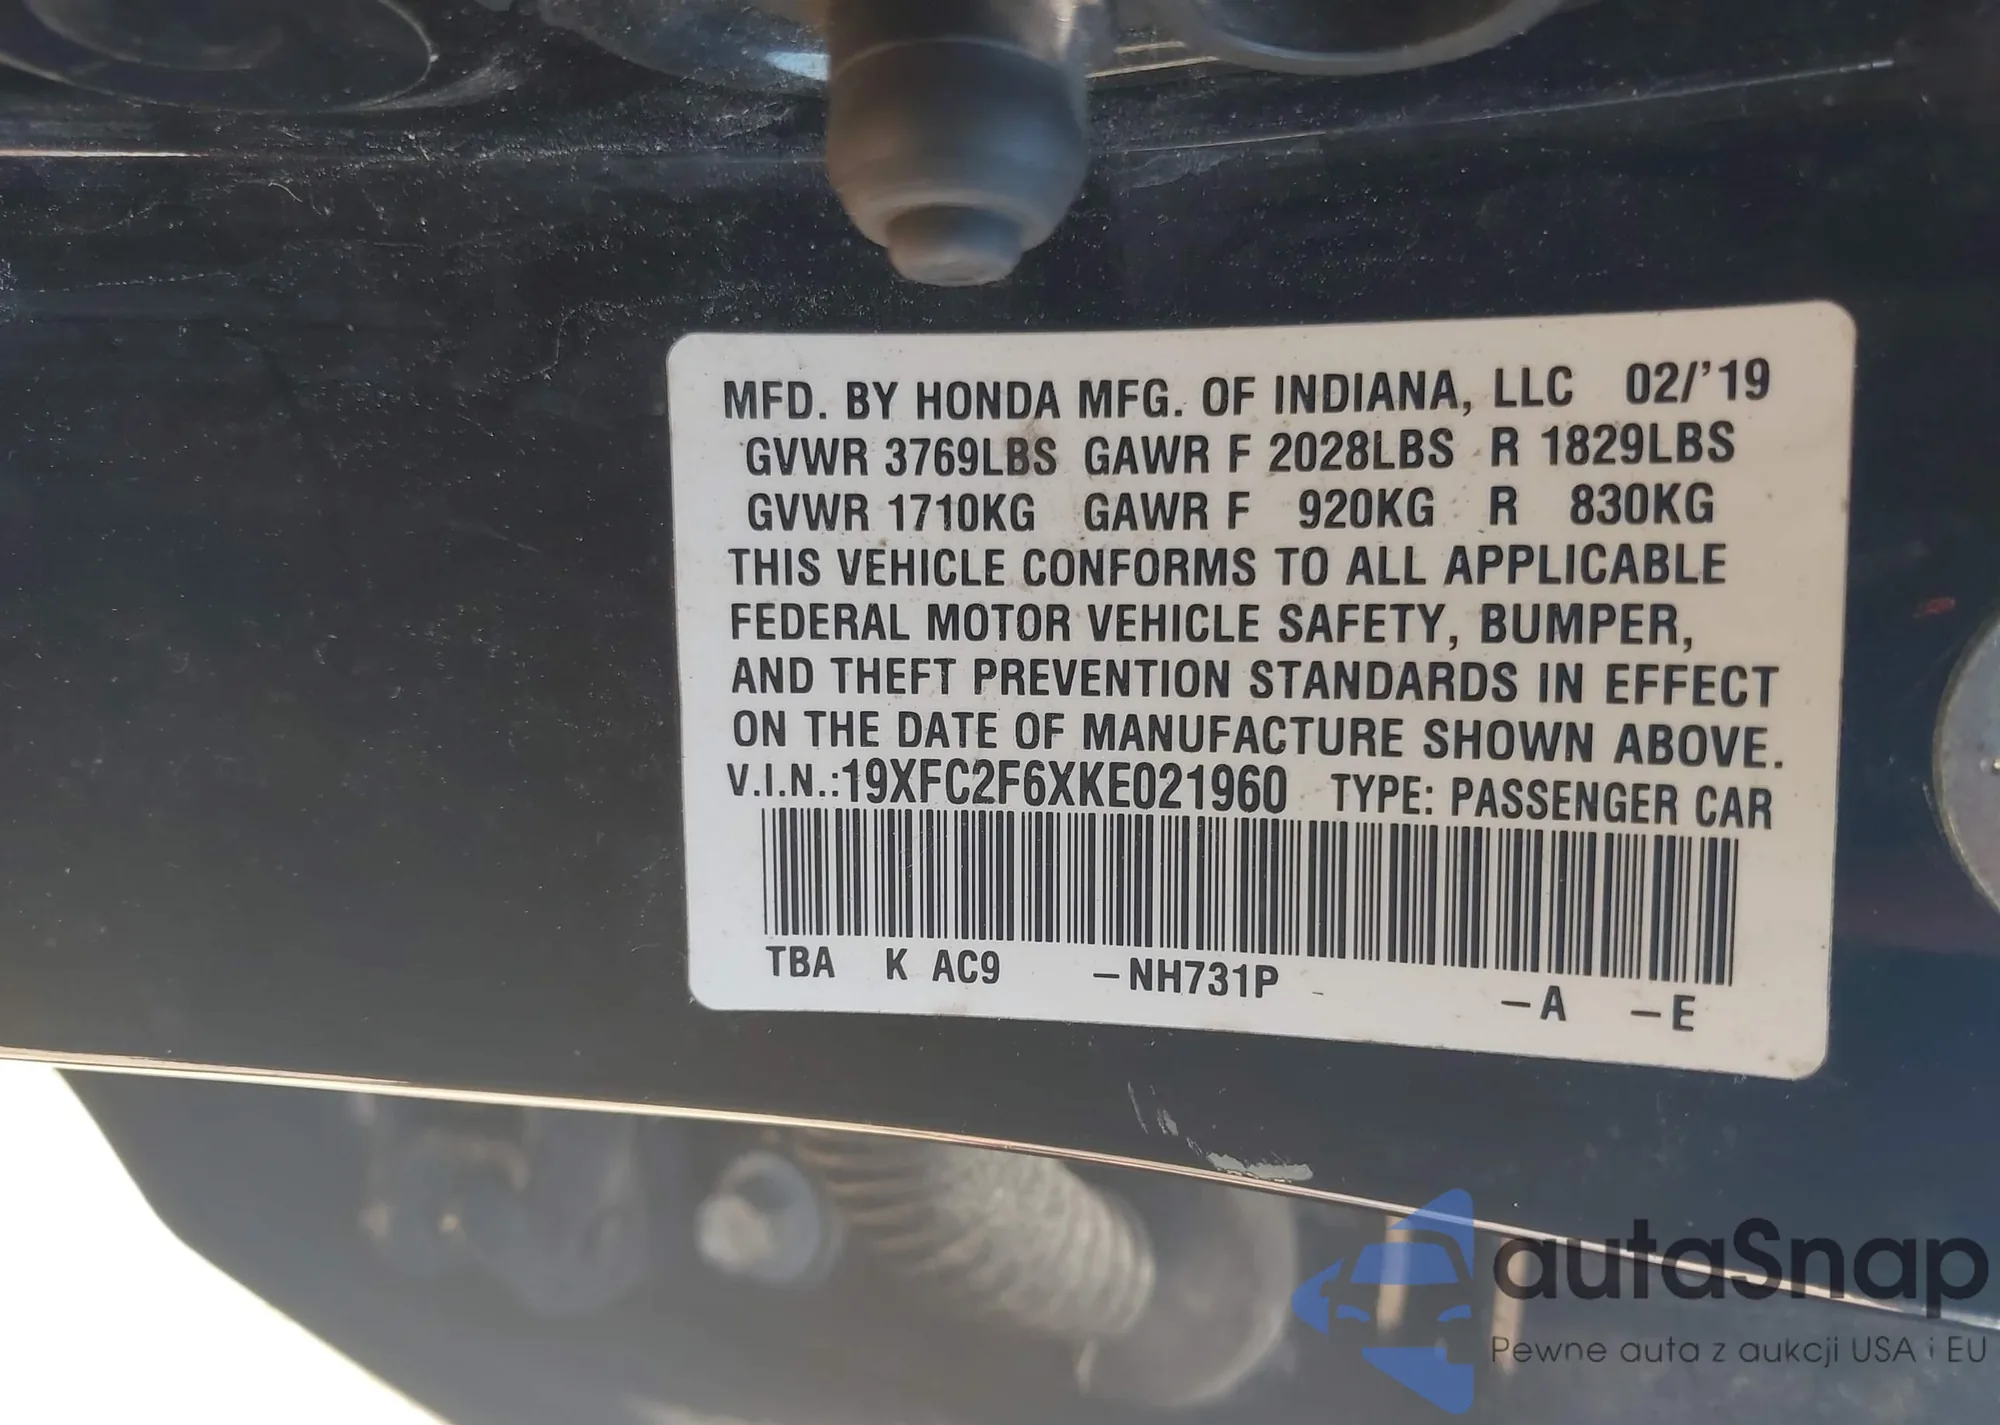 MFD. BY HONDA MFG. OF INDIANA, LLC 02/'19
GVWR 3769LBS GAWR F 2028LBS R 1829LBS
GVWR 1710KG GAWR F 920KG R 830KG
THIS VEHICLE CONFORMS TO ALL APPLICABLE
FEDERAL MOTOR VEHICLE SAFETY, BUMPER,
AND THEFT PREVENTION STANDARDS IN EFFECT
ON THE DATE OF MANUFACTURE SHOWN ABOVE.
V.I.N.:19XFC2F6XKE021960 TYPE: PASSENGER CAR
TBA K AC9 -NH731P - -A -E
autaSnap
Pewne auta z aukcji USA i EU